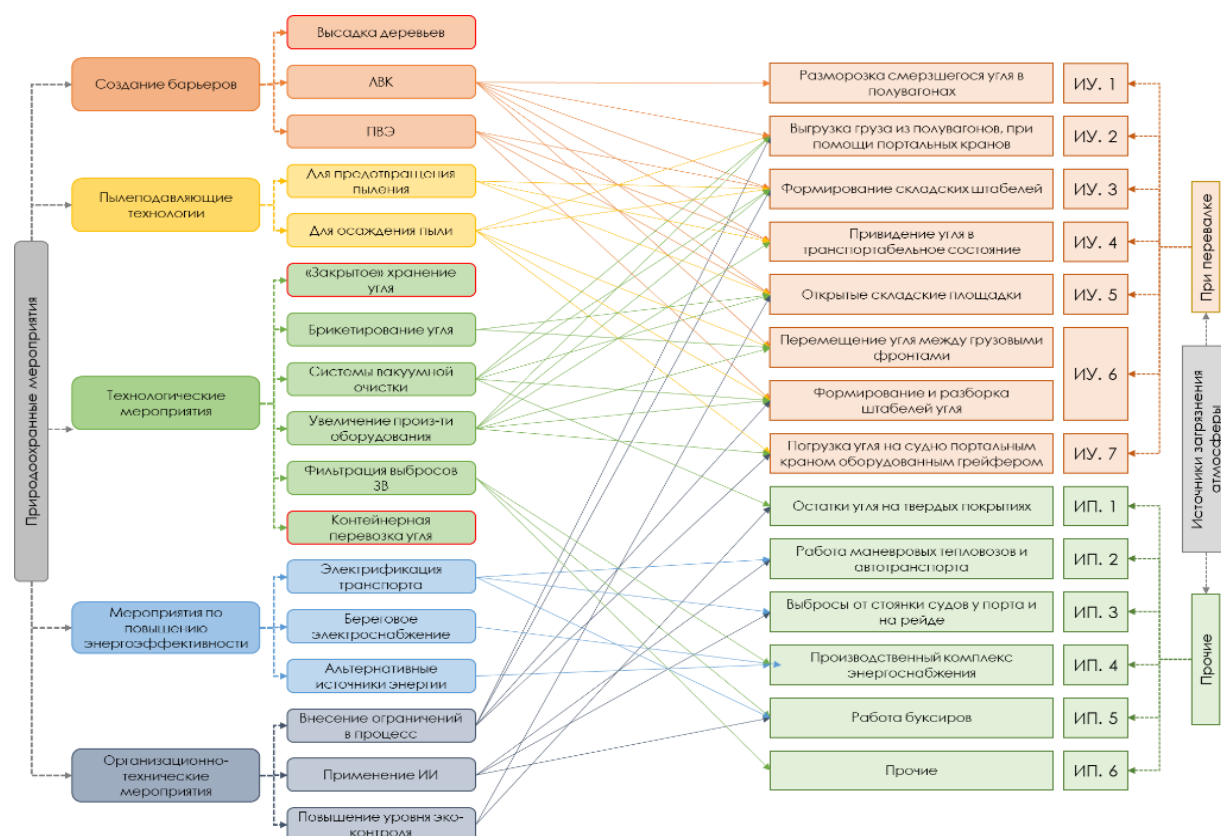 Природоохранные мероприятия
Создание барьеров
Высадка деревьев
АВК
ПВЭ
Пылеподавляющие
технологии
Для предотвращения
пыления
Для осаждения пыли
Технологические
мероприятия
«Закрытое» хранение
угля
Брикетирование угля
Системы вакуумной
очистки
Увеличение произ-ти
оборудования
Фильтрация выбросов
ЗВ
Контейнерная
перевозка угля
Мероприятия по
повышению
энергоэффективности
Электрификация
транспорта
Береговое
электроснабжение
Альтернативные
источники энергии
Организационно-
технические
мероприятия
Внесение ограничений
в процесс
Применение ИИ
Повышение уровня эко-
контроля
Разморозка смерзшегося угля в
полувагонах
ИУ. 1
Выгрузка груза из полувагонов, при
помощи портальных кранов
ИУ. 2
Формирование складских штабелей
ИУ. 3
Привидение угля в
транспортабельное состояние
ИУ. 4
Открытые складские площадки
ИУ. 5
Перемещение угля между грузовыми
фронтами
Формирование и разборка
штабелей угля
ИУ. 6
Погрузка угля на судно портальным
краном оборудованным грейфером
ИУ. 7
Остатки угля на твердых покрытиях
ИП. 1
Работа маневровых тепловозов и
автотранспорта
ИП. 2
Выбросы от стоянки судов у порта и
на рейде
ИП. 3
Производственный комплекс
энергоснабжения
ИП. 4
Работа буксиров
ИП. 5
Прочие
ИП. 6
При перевалке
Источники загрязнения
атмосферы
Прочие